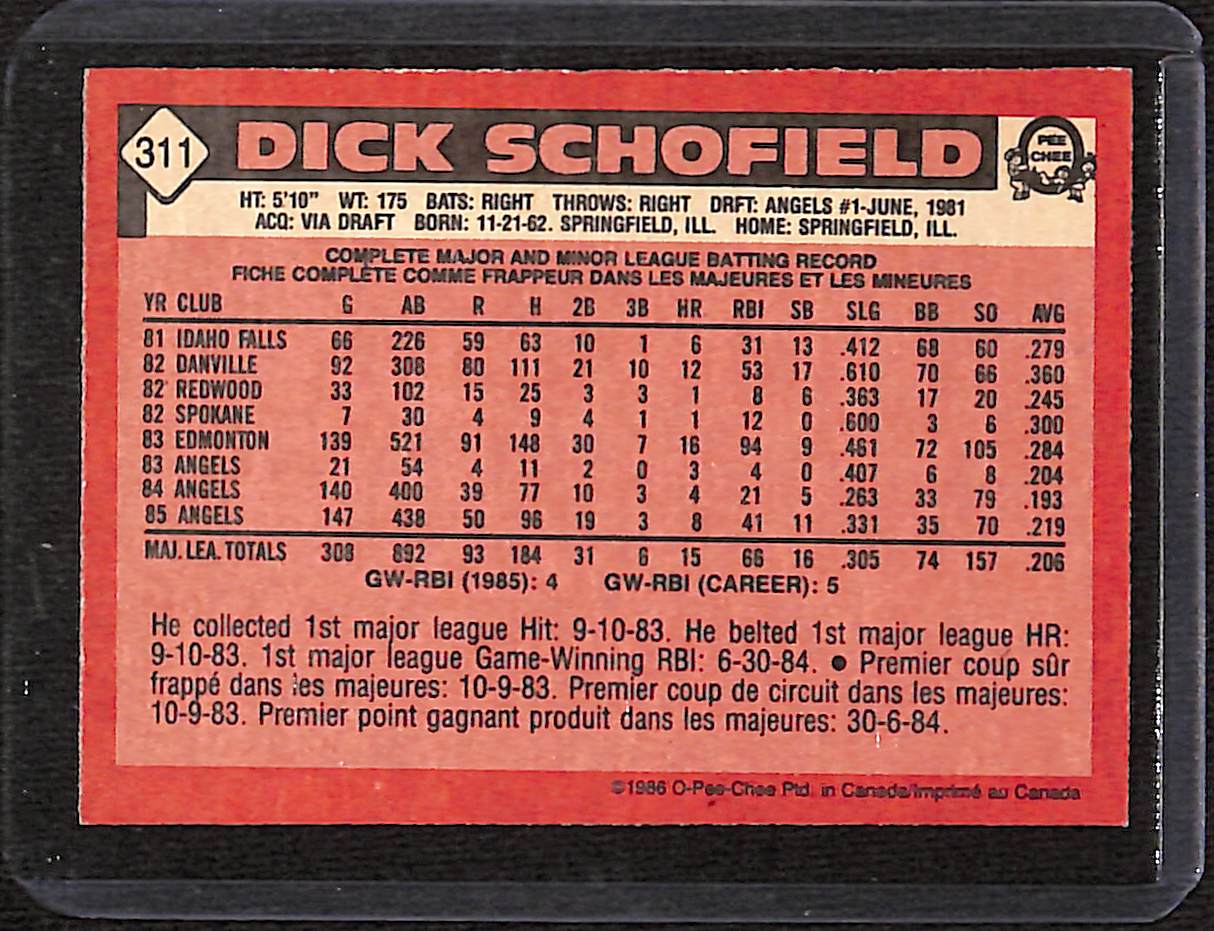 311 DICK SCHOFIELD
PEE
CHEE
HT: 5'10" WT: 175 BATS: RIGHT THROWS: RIGHT DRFT: ANGELS #1-JUNE, 1981
ACQ: VIA DRAFT BORN: 11-21-62. SPRINGFIELD, ILL. HOME: SPRINGFIELD, ILL.
COMPLETE MAJOR AND MINOR LEAGUE BATTING RECORD
FICHE COMPLÈTE COMME FRAPPEUR DANS LES MAJEURES ET LES MINEURES
YR CLUB G AB R H 2B 3B HR RBI SB SLG BB SO AVG
81 IDAHO FALLS 66 226 59 63 10 1 6 31 13 .412 68 60 .279
82 DANVILLE 92 308 80 111 21 10 12 53 17 .610 70 66 .360
82 REDWOOD 33 102 15 25 3 3 1 8 6 .363 17 20 .245
82 SPOKANE 7 30 4 9 4 1 1 12 0 .600 3 6 .300
83 EDMONTON 139 521 91 148 30 7 16 94 9 .461 72 105 .284
83 ANGELS 21 54 4 11 2 0 3 4 0 .407 6 8 .204
84 ANGELS 140 400 39 77 10 3 4 21 5 .263 33 79 .193
85 ANGELS 147 438 50 96 19 3 8 41 11 .331 35 70 .219
MAJ. LEA. TOTALS 308 892 93 184 31 6 15 66 16 .305 74 157 .206
GW-RBI (1985): 4 GW-RBI (CAREER): 5
He collected 1st major league Hit: 9-10-83. He belted 1st major league HR:
9-10-83. 1st major league Game-Winning RBI: 6-30-84. ● Premier coup sûr
frappé dans les majeures: 10-9-83. Premier coup de circuit dans les majeures:
10-9-83. Premier point gagnant produit dans les majeures: 30-6-84.
©1986 O-Pee-Chee Ptd. in Canada/Imprimé au Canada